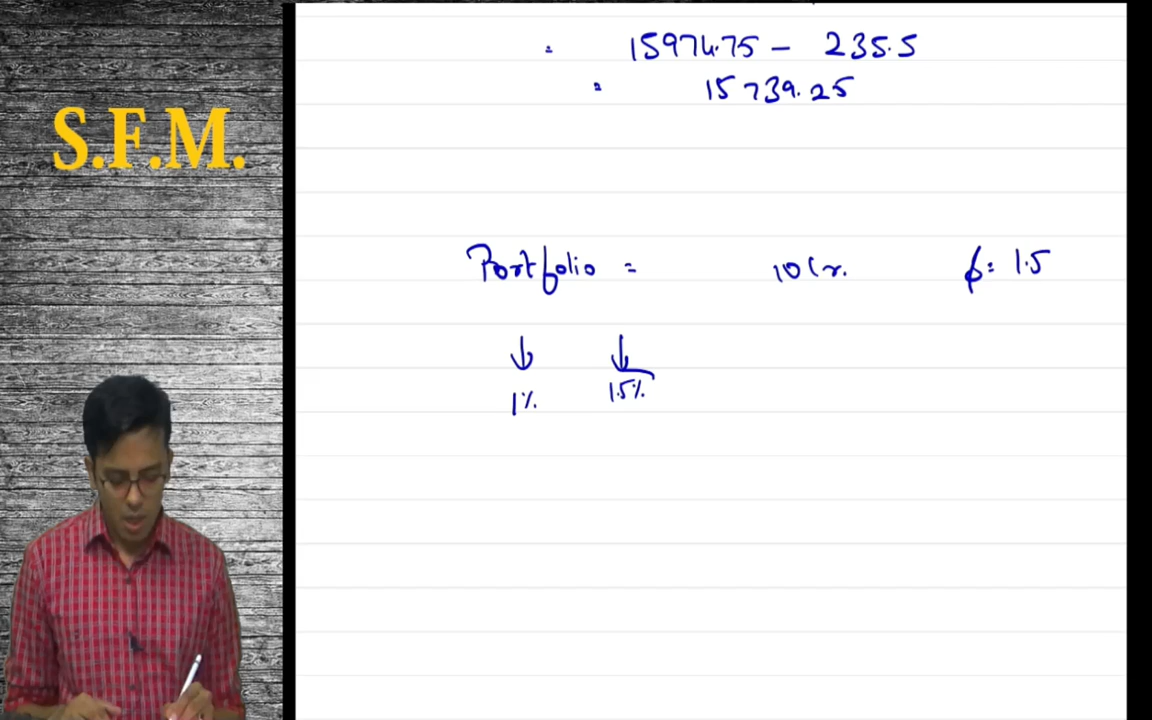 S.F.M.
= 15974.75 - 235.5
= 15739.25
Portfolio = 10 Cr. β = 1.5
↓ ↓
1% 1.5%